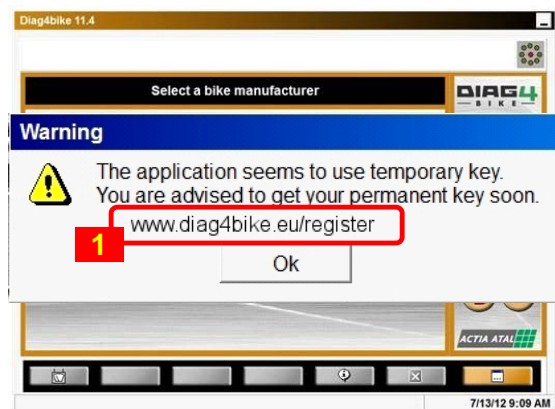 Diag4bike 11.4
Select a bike manufacturer
DIAG4
BIKE
Warning
The application seems to use temporary key.
You are advised to get your permanent key soon.
www.diag4bike.eu/register
1
Ok
ACTIA ATAL
7/13/12 9:09 AM